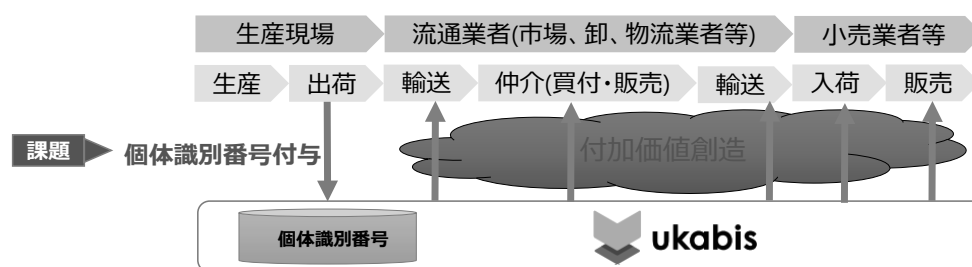 生産現場
流通業者(市場、卸、物流業者等)
小売業者等
生産
出荷
輸送
仲介(買付・販売)
輸送
入荷
販売
課題
個体識別番号付与
付加価値創造
個体識別番号
ukabis